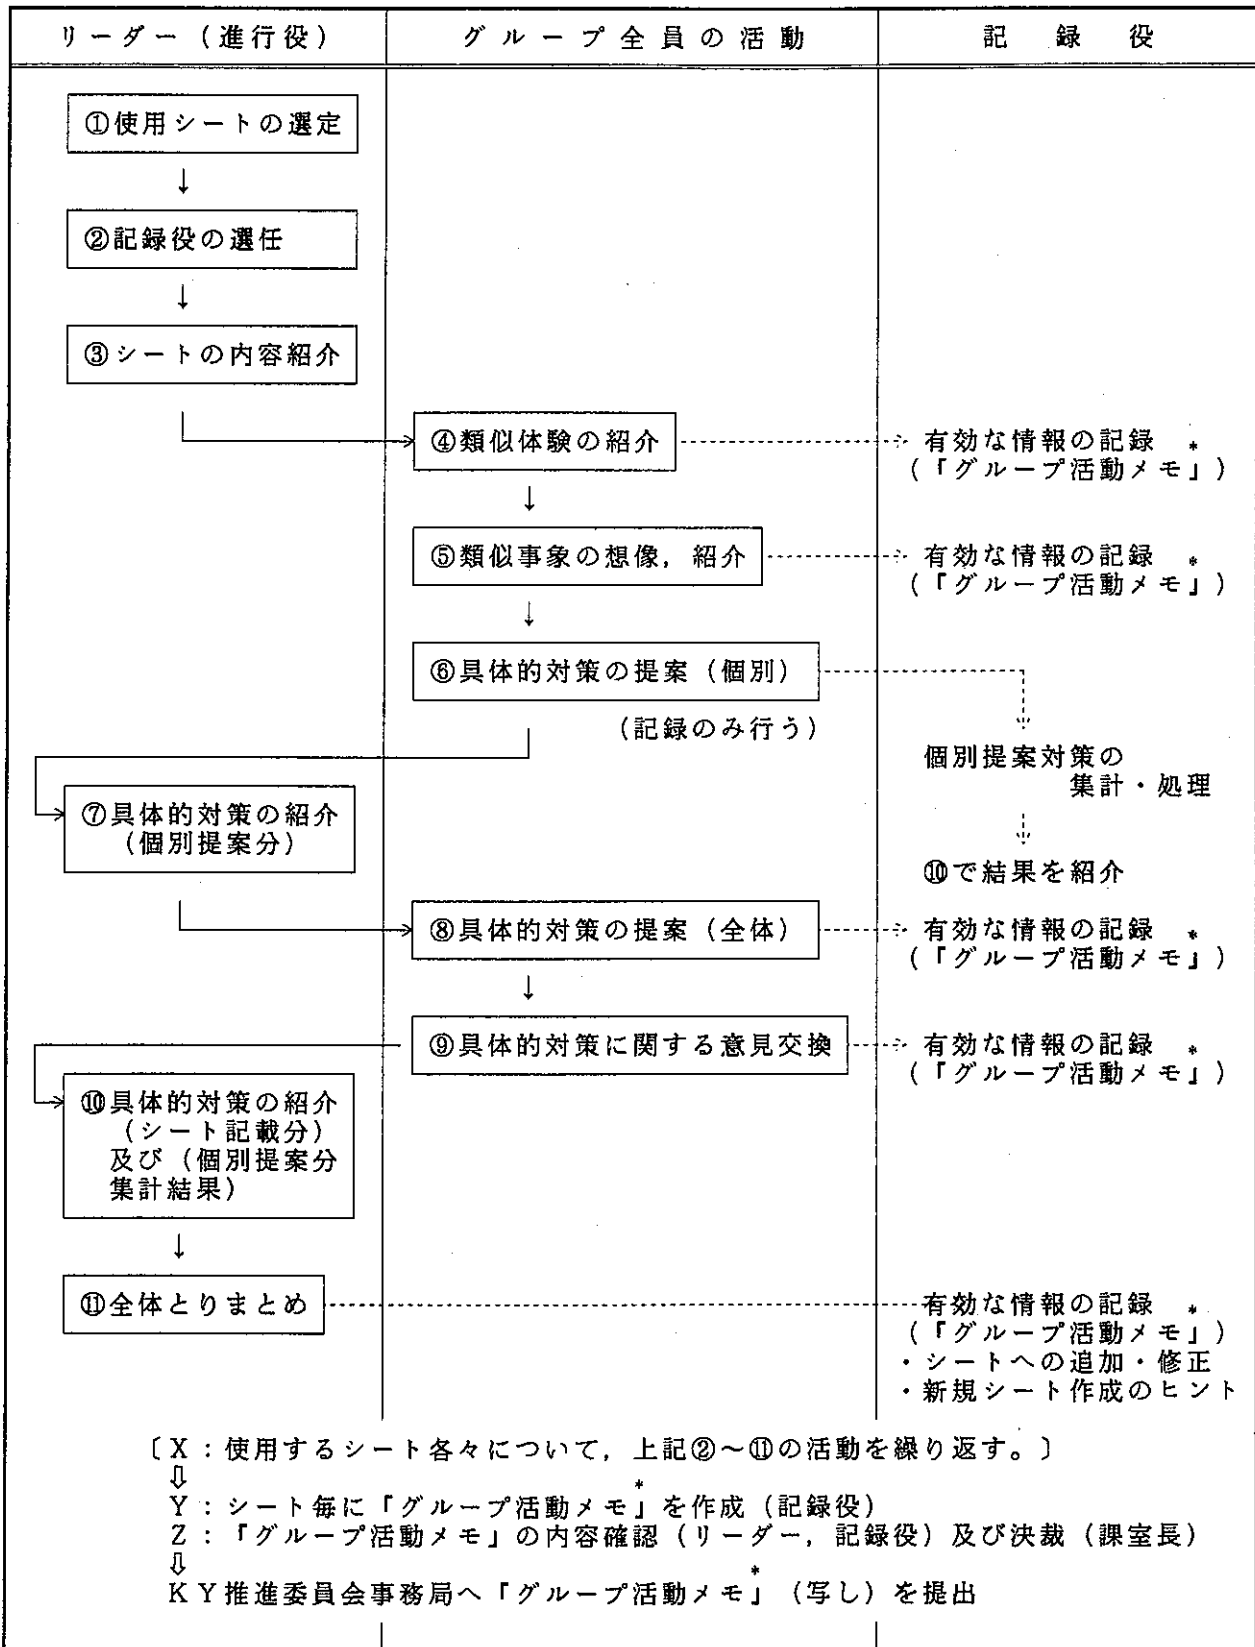 リーダー（進行役）
グループ全員の活動
記録役
①使用シートの選定
↓
②記録役の選任
↓
③シートの内容紹介
④類似体験の紹介
有効な情報の記録 *
（「グループ活動メモ」）
↓
⑤類似事象の想像，紹介
有効な情報の記録 *
（「グループ活動メモ」）
↓
⑥具体的対策の提案（個別）
（記録のみ行う）
個別提案対策の
集計・処理
⑦具体的対策の紹介
（個別提案分）
⑩で結果を紹介
⑧具体的対策の提案（全体）
有効な情報の記録 *
（「グループ活動メモ」）
↓
⑨具体的対策に関する意見交換
有効な情報の記録 *
（「グループ活動メモ」）
⑩具体的対策の紹介
（シート記載分）
及び（個別提案分
集計結果）
↓
⑪全体とりまとめ
有効な情報の記録 *
（「グループ活動メモ」）
・シートへの追加・修正
・新規シート作成のヒント
〔X：使用するシート各々について，上記②～⑪の活動を繰り返す。〕
⇩
Y：シート毎に「グループ活動メモ」* を作成（記録役）
Z：「グループ活動メモ」の内容確認（リーダー，記録役）及び決裁（課室長）
⇩
KY推進委員会事務局へ「グループ活動メモ」*（写し）を提出